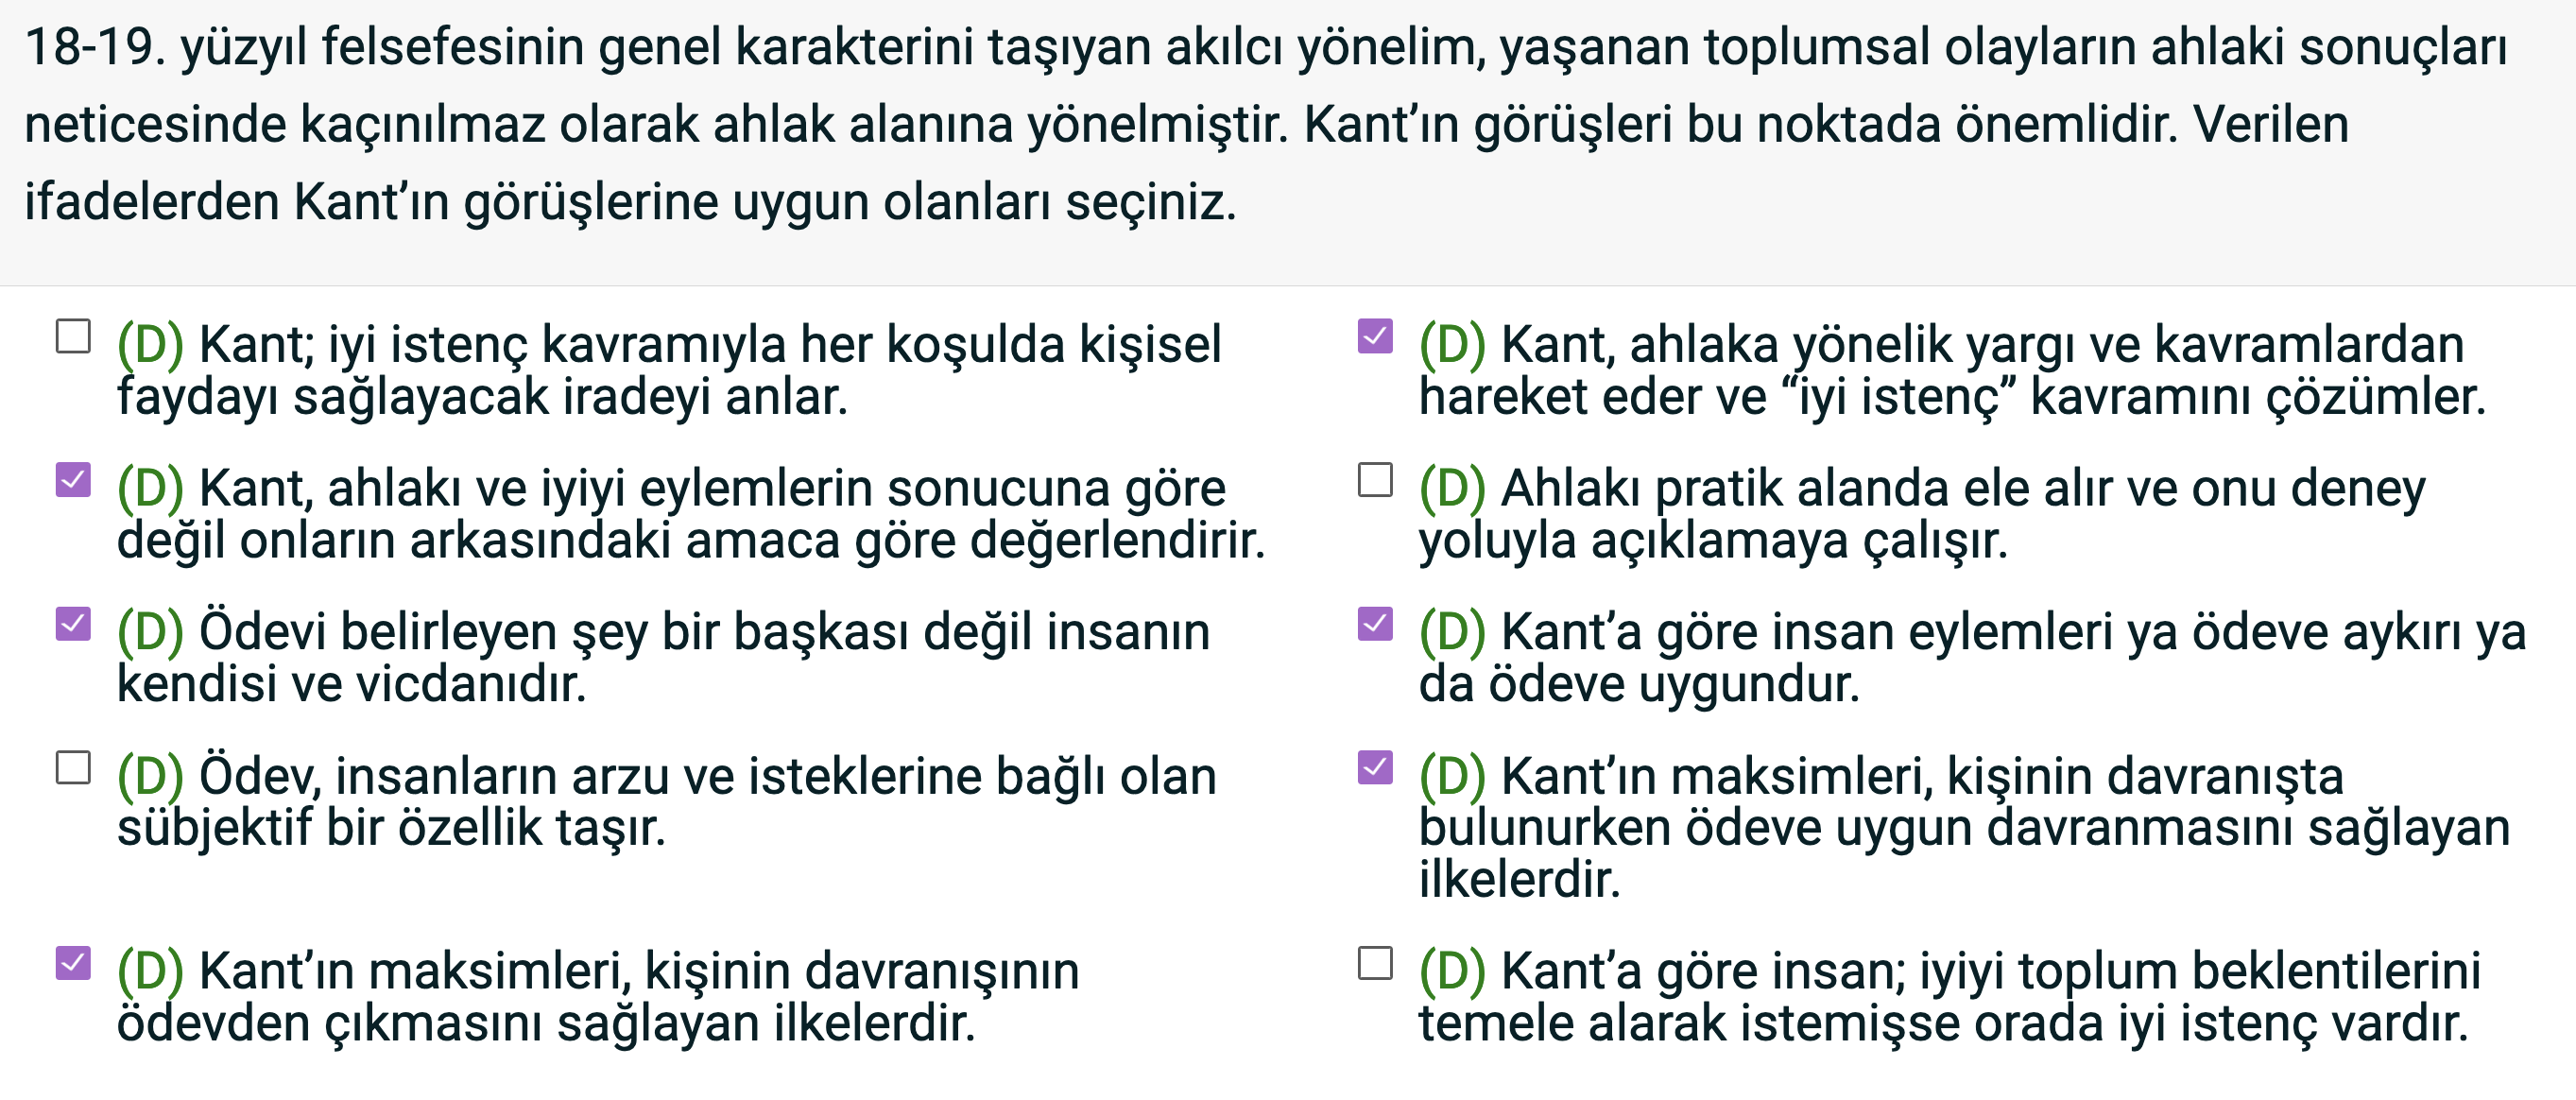 18-19. yüzyıl felsefesinin genel karakterini taşıyan akılcı yönelim, yaşanan toplumsal olayların ahlaki sonuçları
neticesinde kaçınılmaz olarak ahlak alanına yönelmiştir. Kant’ın görüşleri bu noktada önemlidir. Verilen
ifadelerden Kant’ın görüşlerine uygun olanları seçiniz.
(D) Kant; iyi istenç kavramıyla her koşulda kişisel
faydayı sağlayacak iradeyi anlar.
(D) Kant, ahlaka yönelik yargı ve kavramlardan
hareket eder ve “iyi istenç” kavramını çözümler.
(D) Kant, ahlakı ve iyiyi eylemlerin sonucuna göre
değil onların arkasındaki amaca göre değerlendirir.
(D) Ahlakı pratik alanda ele alır ve onu deney
yoluyla açıklamaya çalışır.
(D) Ödevi belirleyen şey bir başkası değil insanın
kendisi ve vicdanıdır.
(D) Kant’a göre insan eylemleri ya ödeve aykırı ya
da ödeve uygundur.
(D) Ödev, insanların arzu ve isteklerine bağlı olan
sübjektif bir özellik taşır.
(D) Kant’ın maksimleri, kişinin davranışta
bulunurken ödeve uygun davranmasını sağlayan
ilkelerdir.
(D) Kant’ın maksimleri, kişinin davranışının
ödevden çıkmasını sağlayan ilkelerdir.
(D) Kant’a göre insan; iyiyi toplum beklentilerini
temele alarak istemişse orada iyi istenç vardır.